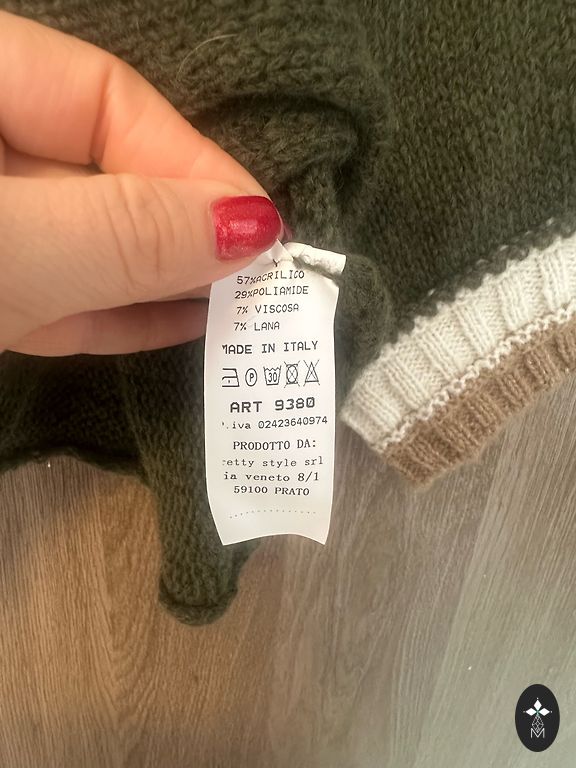 57%ACRILICO
29%POLIAMIDE
7% VISCOSA
7% LANA
MADE IN ITALY
P 30
ART 9380
.iva 02423640974
PRODOTTO DA:
etty style srl
ia veneto 8/1
59100 PRATO
M